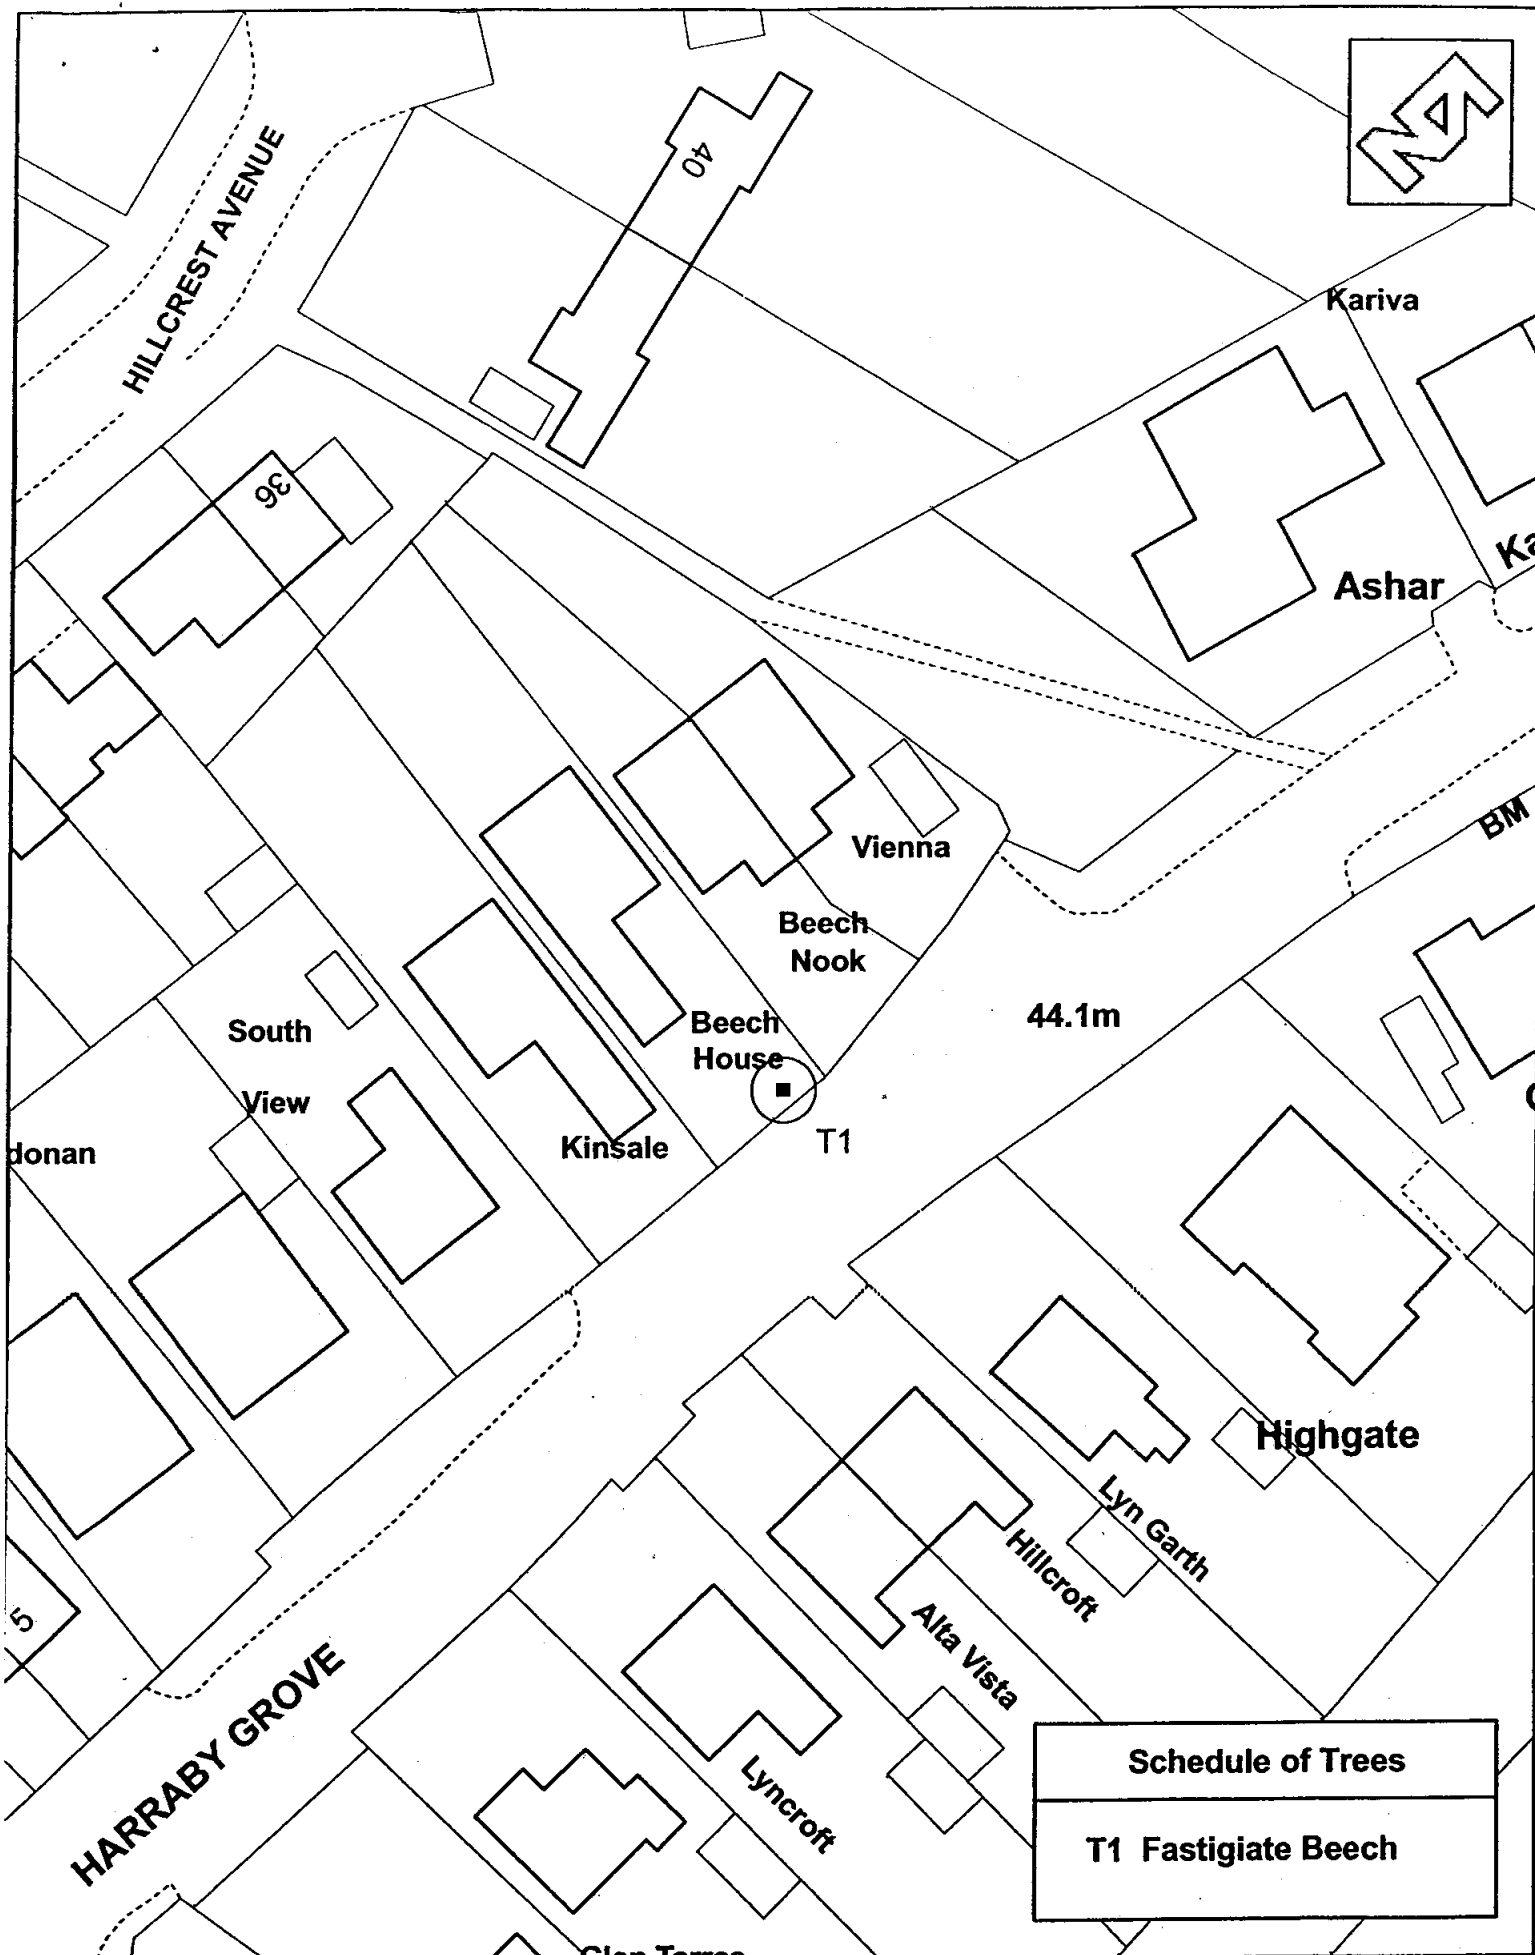 40
HILLCREST AVENUE
Kariva
36
Ka
Ashar
BM
Vienna
Beech
Nook
44.1m
South
View
Beech
House
T1
Kinsale
donan
Highgate
Lyn Garth
Hillcroft
Alta Vista
5
HARRABY GROVE
Lyncroft
Schedule of Trees
T1 Fastigiate Beech